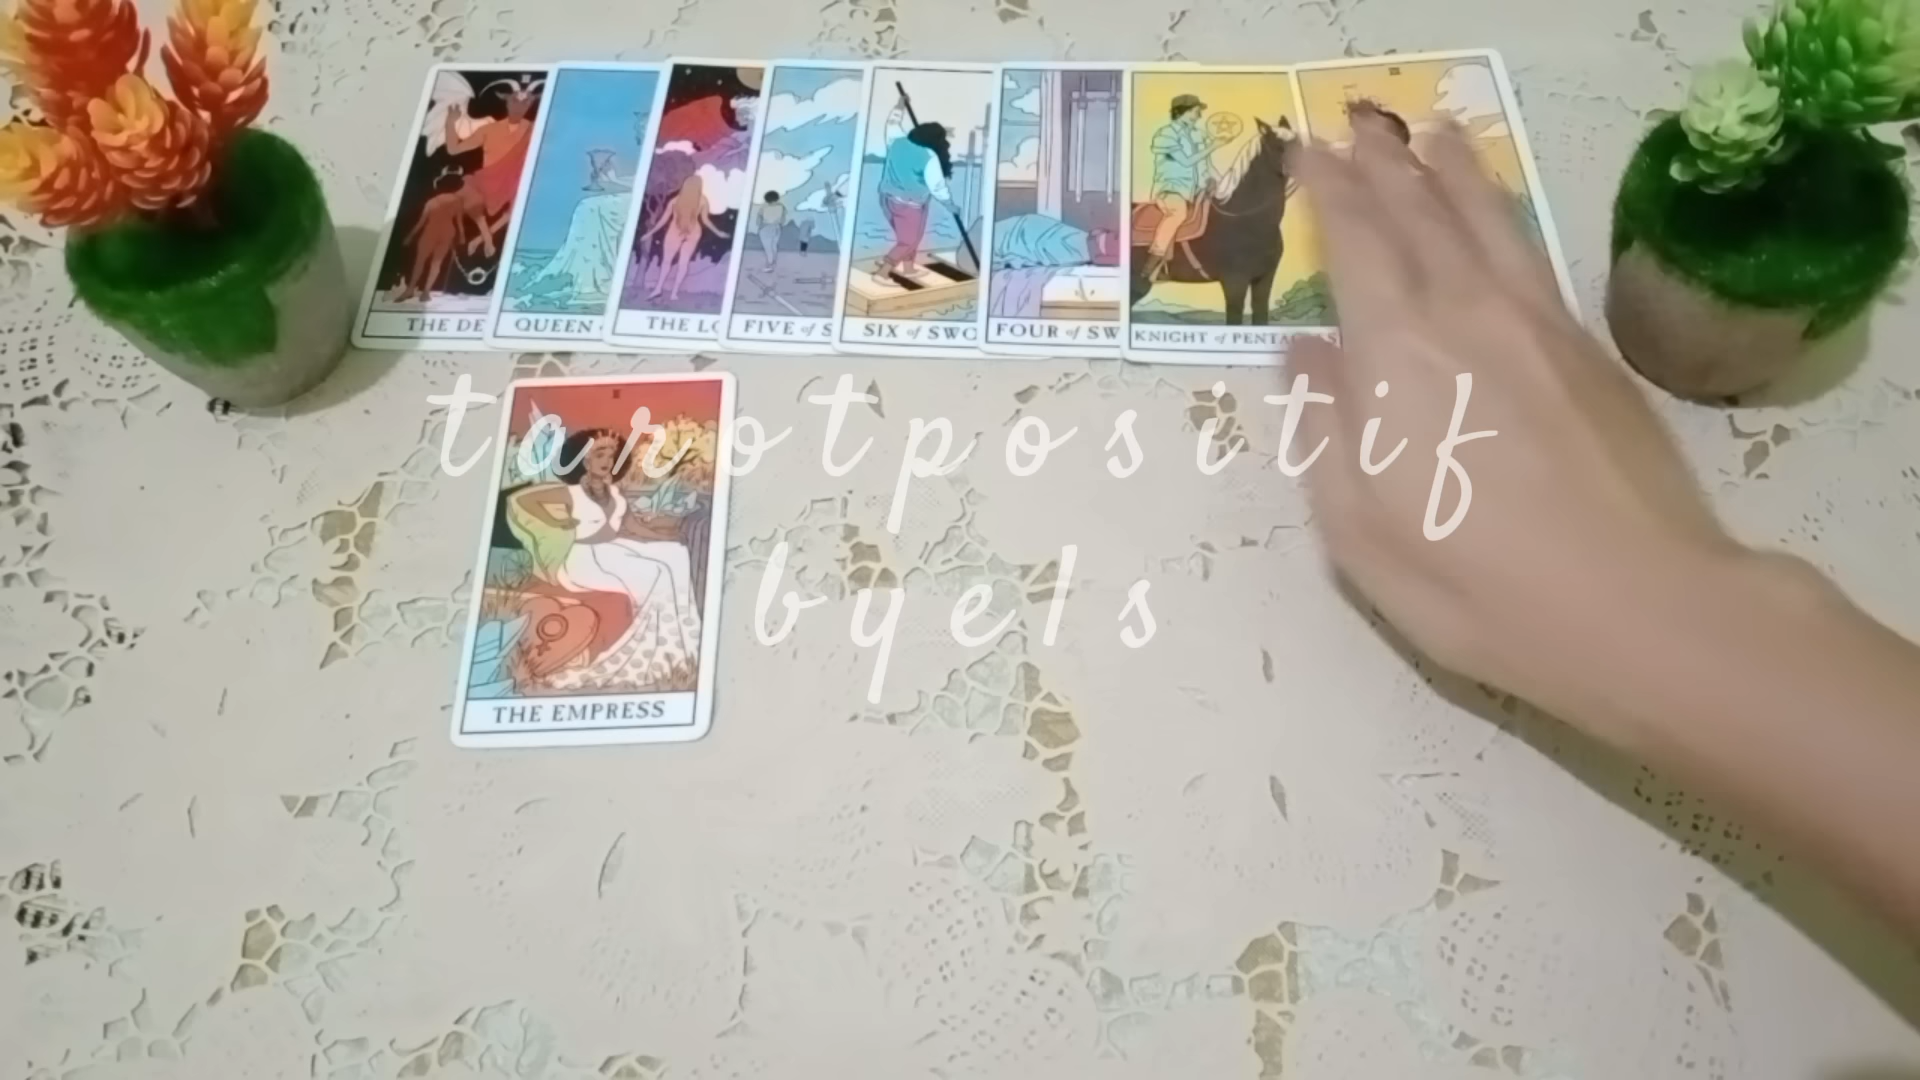 THE DE
QUEEN
THE LO
FIVE of S
SIX of SWO
FOUR of SW
KNIGHT of PENTACLES
tarotpositif
byels
THE EMPRESS